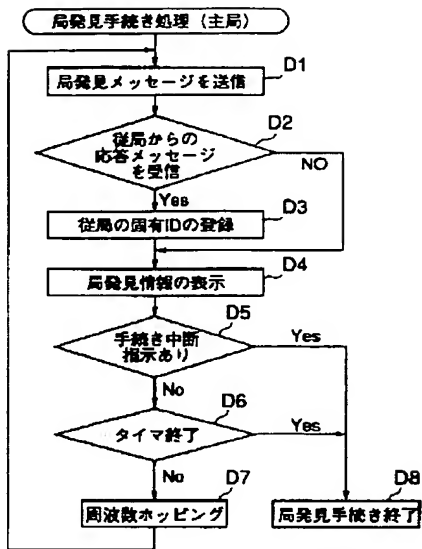 局発見手続き処理(主局)
D1
局発見メッセージを送信
D2
従局からの
応答メッセージ
を受信
NO
Yes
D3
従局の固有IDの登録
D4
局発見情報の表示
D5
手続き中断
指示あり
Yes
No
D6
タイマ終了
Yes
No
D7
周波数ホッピング
D8
局発見手続き終了